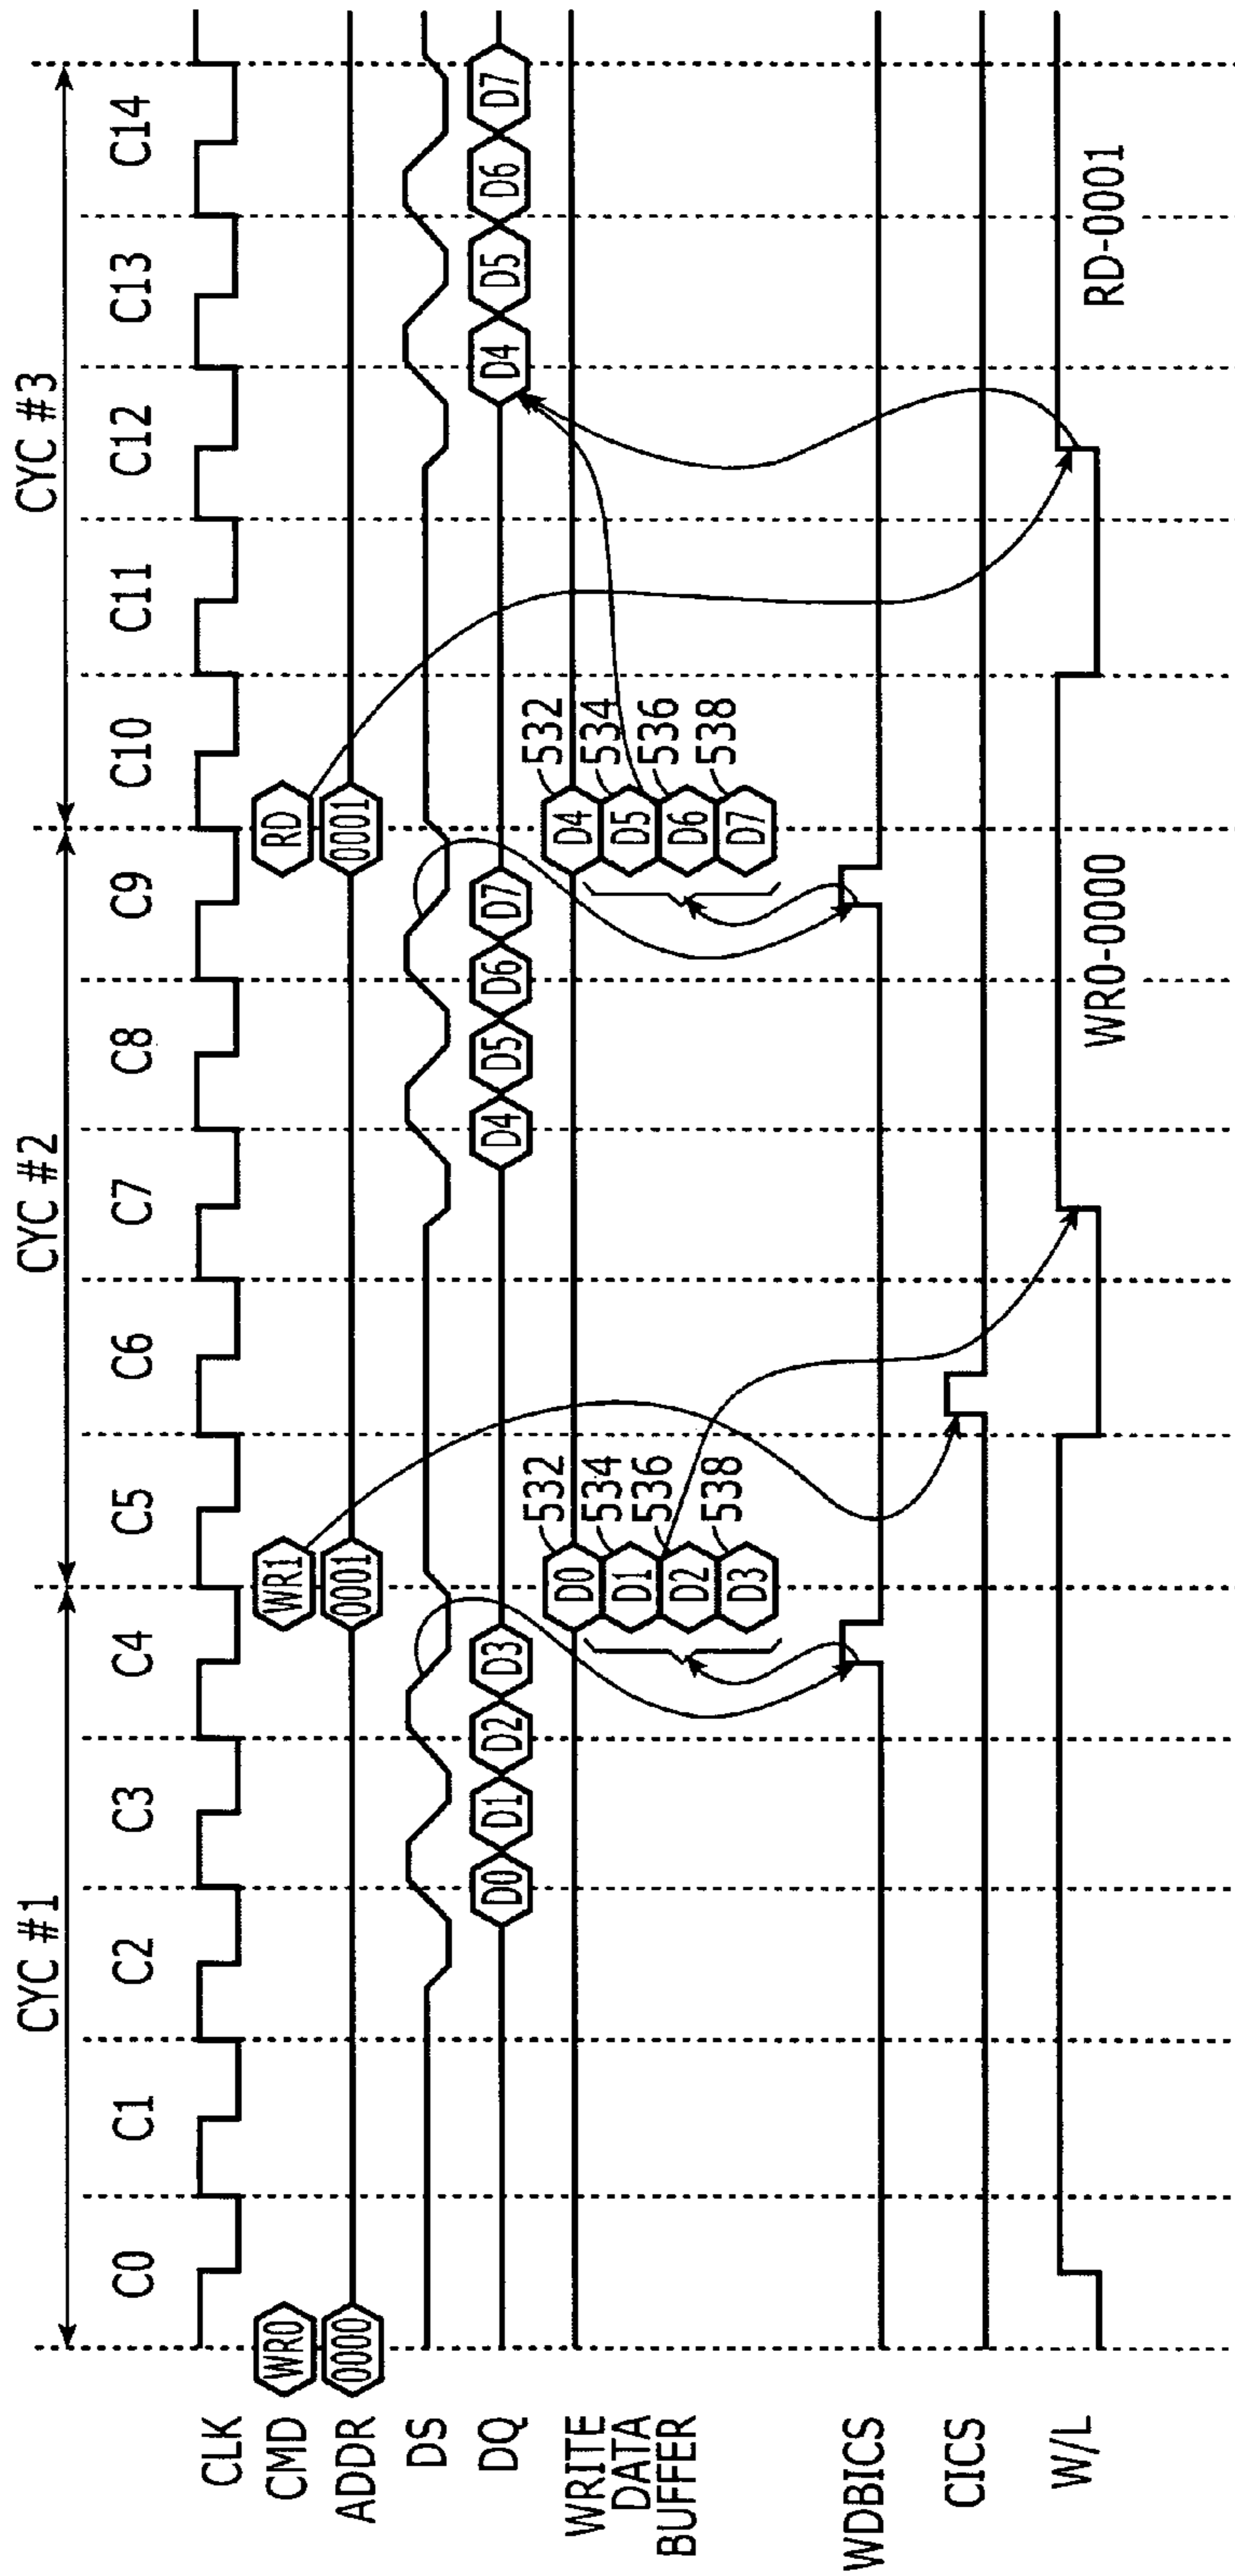 CYC #1 CYC #2 CYC #3
C0 C1 C2 C3 C4 C5 C6 C7 C8 C9 C10 C11 C12 C13 C14
CLK
CMD WR0 WR1 RD
ADDR 0000 0001 0001
DS
DQ D0 D1 D2 D3 D4 D5 D6 D7 D4 D5 D6 D7
WRITE DATA BUFFER
D0 532 D4 532
D1 534 D5 534
D2 536 D6 536
D3 538 D7 538
WDBICS
CICS
W/L
WR0-0000 RD-0001